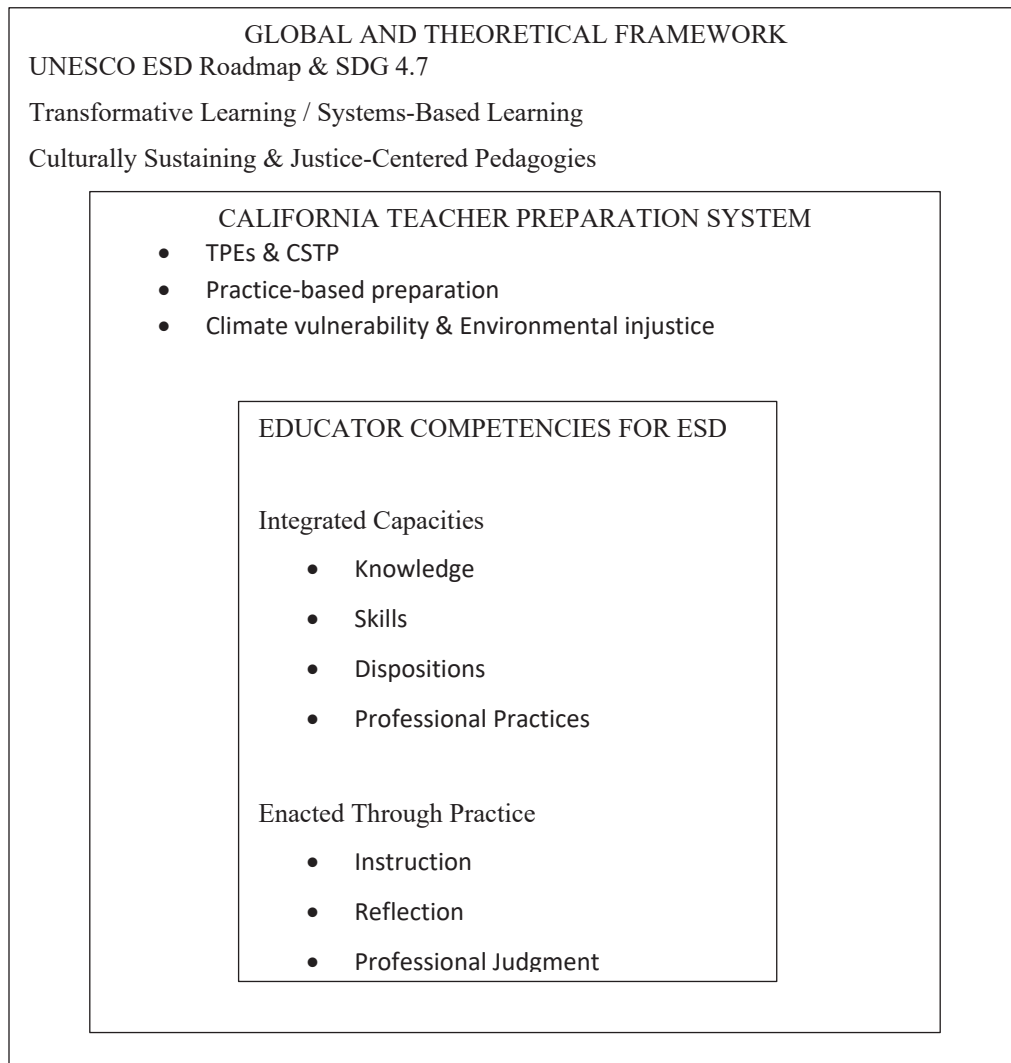 GLOBAL AND THEORETICAL FRAMEWORK
UNESCO ESD Roadmap & SDG 4.7
Transformative Learning / Systems-Based Learning
Culturally Sustaining & Justice-Centered Pedagogies
CALIFORNIA TEACHER PREPARATION SYSTEM
• TPEs & CSTP
• Practice-based preparation
• Climate vulnerability & Environmental injustice
EDUCATOR COMPETENCIES FOR ESD
Integrated Capacities
• Knowledge
• Skills
• Dispositions
• Professional Practices
Enacted Through Practice
• Instruction
• Reflection
• Professional Judgment